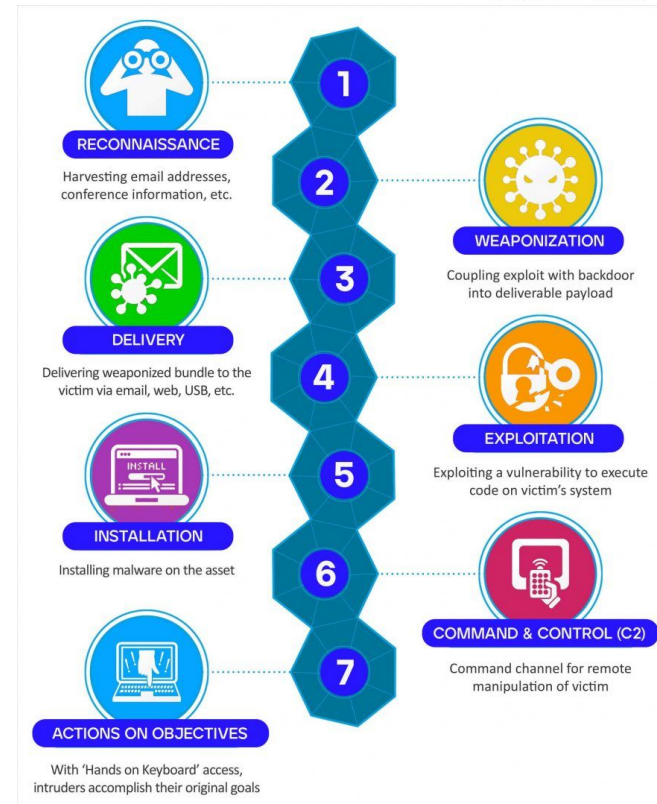 1
RECONNAISSANCE
Harvesting email addresses,
conference information, etc.
2
WEAPONIZATION
Coupling exploit with backdoor
into deliverable payload
3
DELIVERY
Delivering weaponized bundle to the
victim via email, web, USB, etc.
4
EXPLOITATION
Exploiting a vulnerability to execute
code on victim's system
5
INSTALL
INSTALLATION
Installing malware on the asset
6
COMMAND & CONTROL (C2)
Command channel for remote
manipulation of victim
7
ACTIONS ON OBJECTIVES
With ‘Hands on Keyboard’ access,
intruders accomplish their original goals